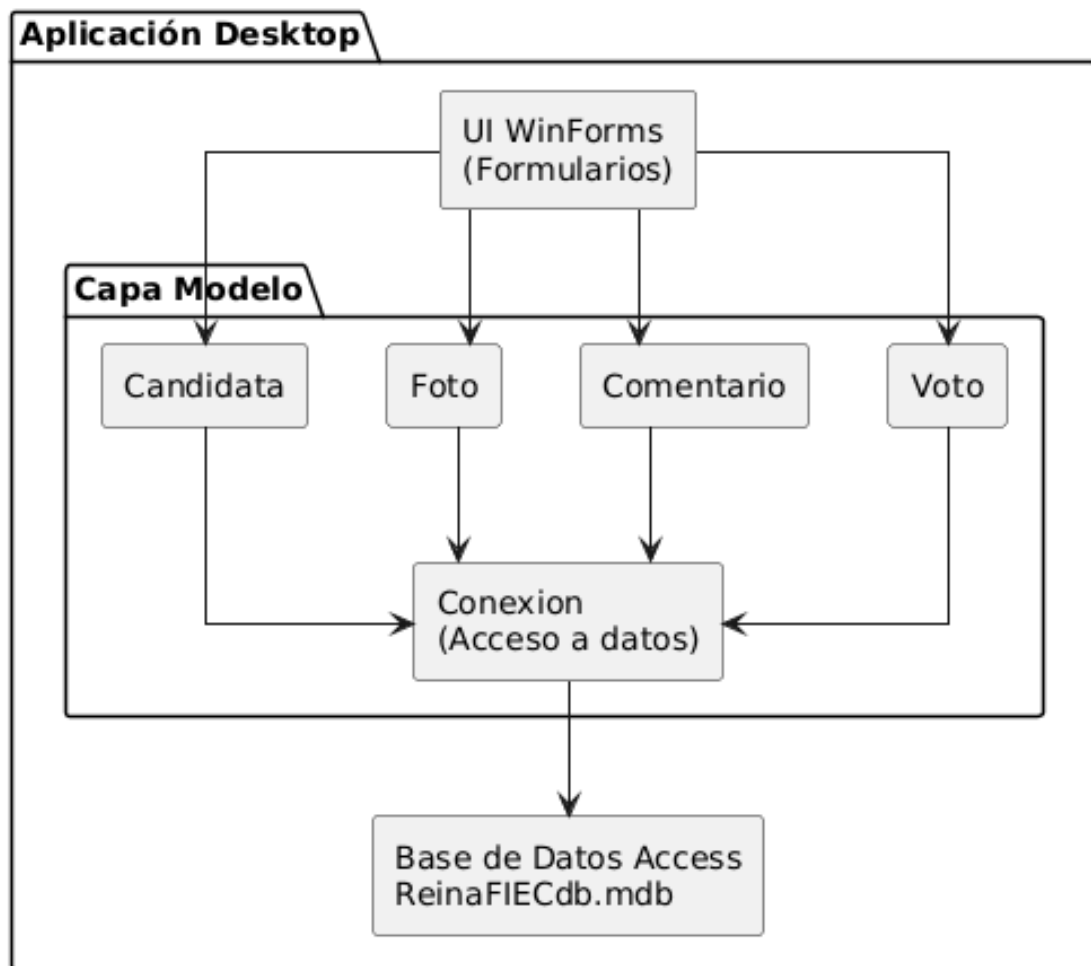 Aplicación Desktop
UI WinForms
(Formularios)
Capa Modelo
Candidata
Foto
Comentario
Voto
Conexion
(Acceso a datos)
Base de Datos Access
ReinaFIECdb.mdb